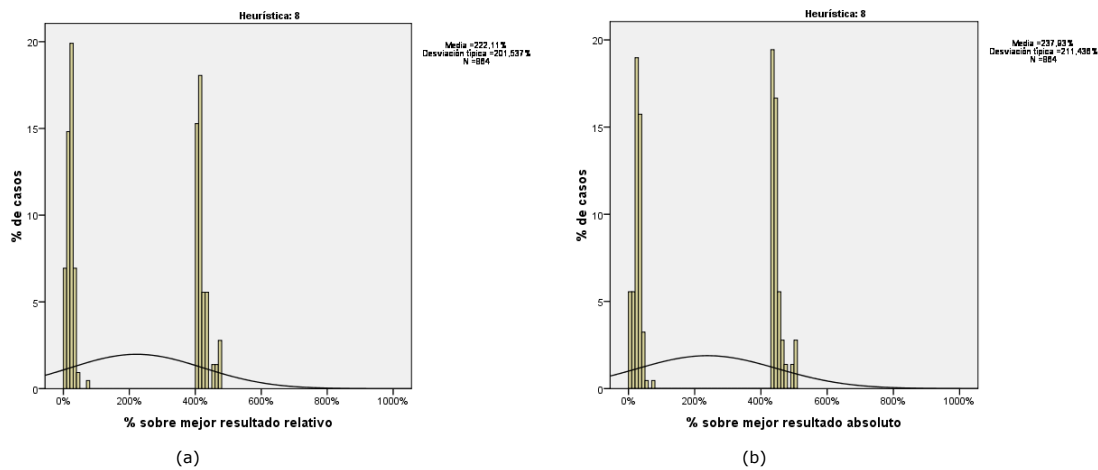 Heurística: 8
Media =222,11%
Desviación típica =201,537%
N =864
20
15
10
5
0
% de casos
0%
200%
400%
600%
800%
1000%
% sobre mejor resultado relativo
(a)
Heurística: 8
Media =237,93%
Desviación típica =211,436%
N =864
20
15
10
5
0
% de casos
0%
200%
400%
600%
800%
1000%
% sobre mejor resultado absoluto
(b)